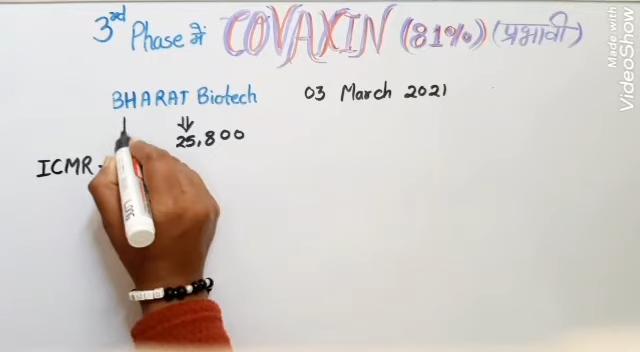 3rd Phase में COVAXIN (81%) (प्रभावी)
BHARAT Biotech 03 March 2021
25,800
ICMR -
Made with
VideoShow